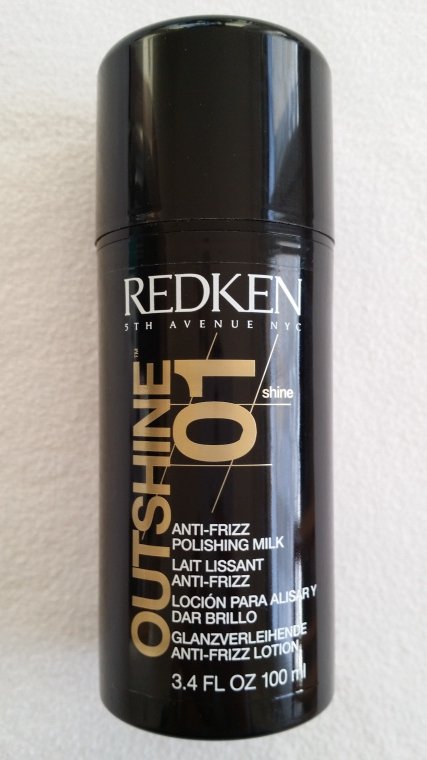 REDKEN
5TH AVENUE NYC
OUTSHINE™
01
shine
ANTI-FRIZZ
POLISHING MILK
LAIT LISSANT
ANTI-FRIZZ
LOCIÓN PARA ALISAR Y
DAR BRILLO
GLANZVERLEIHENDE
ANTI-FRIZZ LOTION
3.4 FL OZ 100 ml